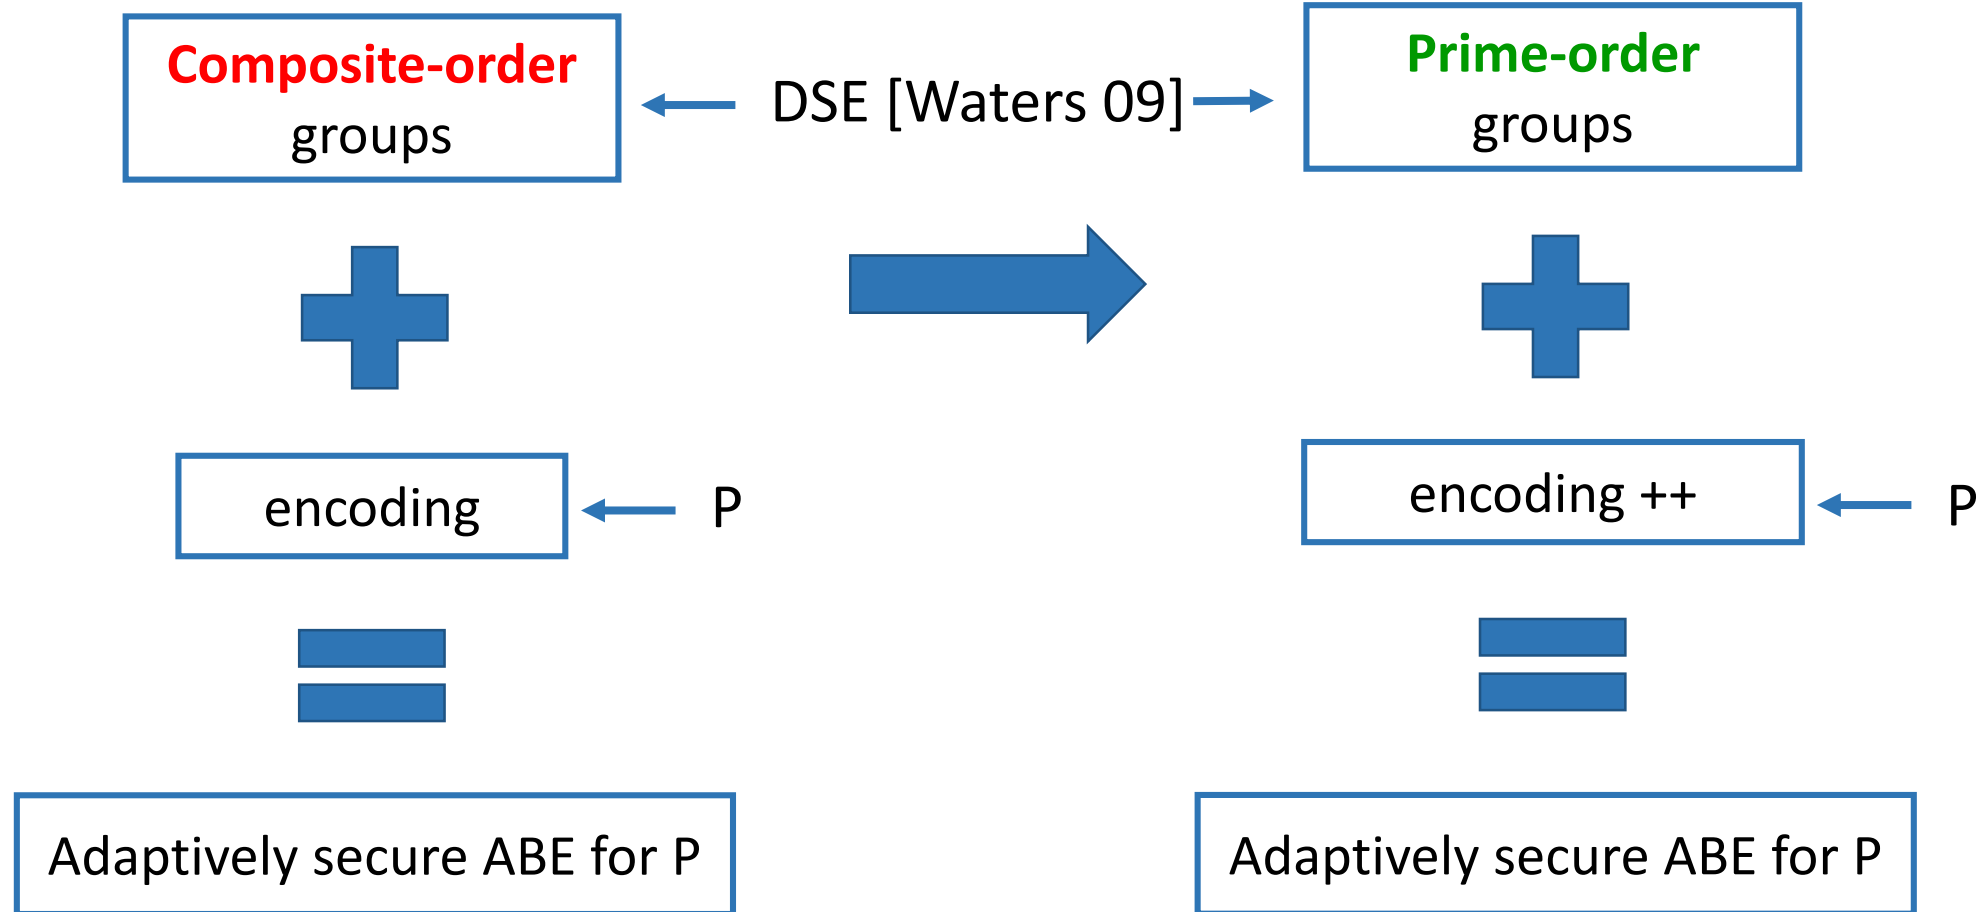 Composite-order
groups
DSE [Waters 09]
Prime-order
groups
encoding
P
encoding ++
P
Adaptively secure ABE for P
Adaptively secure ABE for P